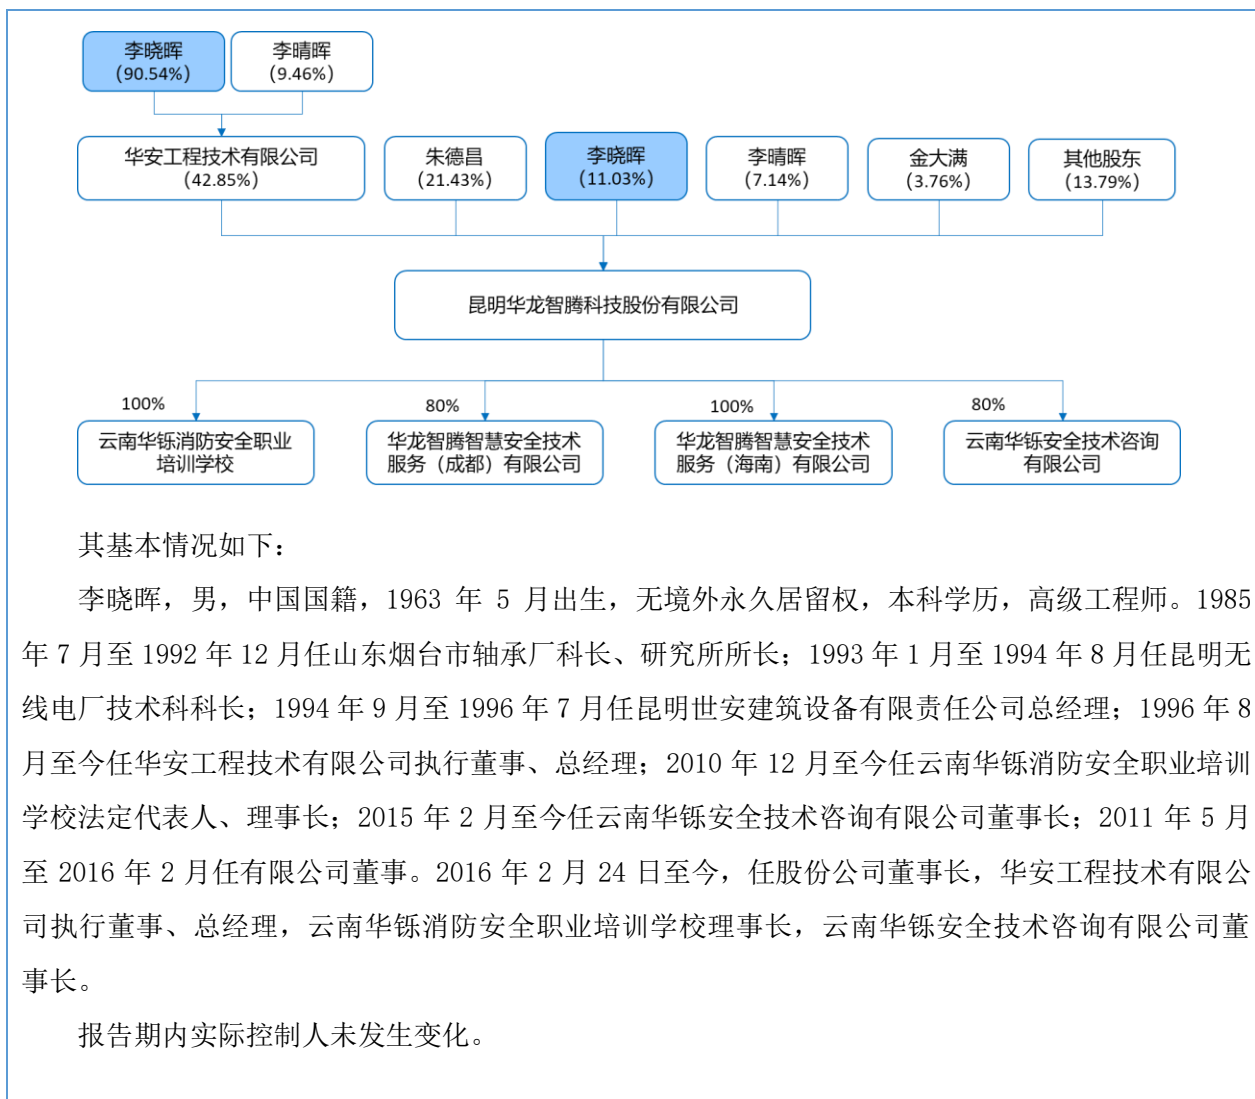 李晓晖
（90.54%）
李晴晖
（9.46%）
华安工程技术有限公司
（42.85%）
朱德昌
（21.43%）
李晓晖
（11.03%）
李晴晖
（7.14%）
金大满
（3.76%）
其他股东
（13.79%）
昆明华龙智腾科技股份有限公司
100%
80%
100%
80%
云南华铄消防安全职业
培训学校
华龙智腾智慧安全技术
服务（成都）有限公司
华龙智腾智慧安全技术
服务（海南）有限公司
云南华铄安全技术咨询
有限公司
其基本情况如下：
李晓晖，男，中国国籍，1963 年 5 月出生，无境外永久居留权，本科学历，高级工程师。1985
年 7 月至 1992 年 12 月任山东烟台市轴承厂科长、研究所所长；1993 年 1 月至 1994 年 8 月任昆明无
线电厂技术科科长；1994 年 9 月至 1996 年 7 月任昆明世安建筑设备有限责任公司总经理；1996 年 8
月至今任华安工程技术有限公司执行董事、总经理；2010 年 12 月至今任云南华铄消防安全职业培训
学校法定代表人、理事长；2015 年 2 月至今任云南华铄安全技术咨询有限公司董事长；2011 年 5 月
至 2016 年 2 月任有限公司董事。2016 年 2 月 24 日至今，任股份公司董事长，华安工程技术有限公
司执行董事、总经理，云南华铄消防安全职业培训学校理事长，云南华铄安全技术咨询有限公司董
事长。
报告期内实际控制人未发生变化。